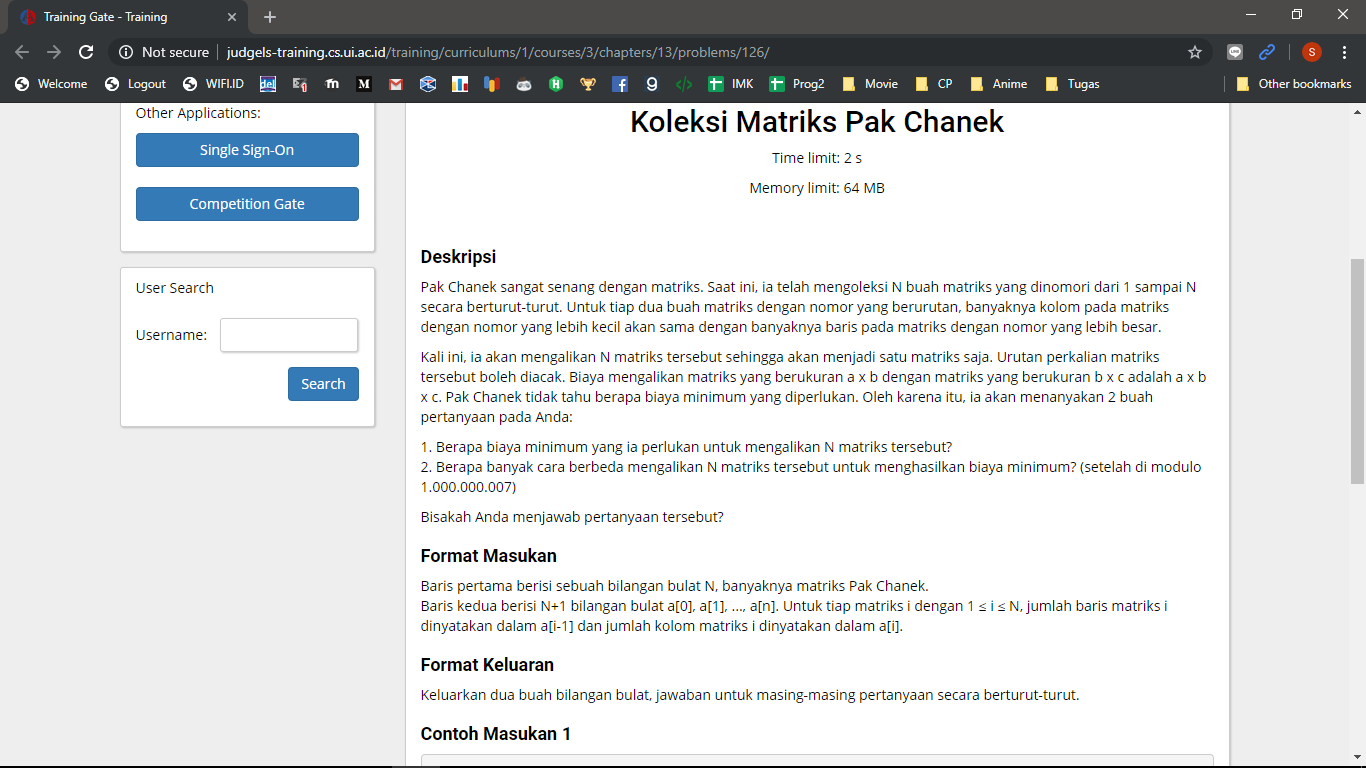 Training Gate - Training
Not secure
judgels-training.cs.ui.ac.id/training/curriculums/1/courses/3/chapters/13/problems/126/
S
Welcome
Logout
WIFI.ID
del
m
M
g
IMK
Prog2
Movie
CP
Anime
Tugas
Other bookmarks
Other Applications:
Single Sign-On
Competition Gate
User Search
Username:
Search
Koleksi Matriks Pak Chanek
Time limit: 2 s
Memory limit: 64 MB
Deskripsi
Pak Chanek sangat senang dengan matriks. Saat ini, ia telah mengoleksi N buah matriks yang dinomori dari 1 sampai N
secara berturut-turut. Untuk tiap dua buah matriks dengan nomor yang berurutan, banyaknya kolom pada matriks
dengan nomor yang lebih kecil akan sama dengan banyaknya baris pada matriks dengan nomor yang lebih besar.
Kali ini, ia akan mengalikan N matriks tersebut sehingga akan menjadi satu matriks saja. Urutan perkalian matriks
tersebut boleh diacak. Biaya mengalikan matriks yang berukuran a x b dengan matriks yang berukuran b x c adalah a x b
x c. Pak Chanek tidak tahu berapa biaya minimum yang diperlukan. Oleh karena itu, ia akan menanyakan 2 buah
pertanyaan pada Anda:
1. Berapa biaya minimum yang ia perlukan untuk mengalikan N matriks tersebut?
2. Berapa banyak cara berbeda mengalikan N matriks tersebut untuk menghasilkan biaya minimum? (setelah di modulo
1.000.000.007)
Bisakah Anda menjawab pertanyaan tersebut?
Format Masukan
Baris pertama berisi sebuah bilangan bulat N, banyaknya matriks Pak Chanek.
Baris kedua berisi N+1 bilangan bulat a[0], a[1], ..., a[n]. Untuk tiap matriks i dengan 1 ≤ i ≤ N, jumlah baris matriks i
dinyatakan dalam a[i-1] dan jumlah kolom matriks i dinyatakan dalam a[i].
Format Keluaran
Keluarkan dua buah bilangan bulat, jawaban untuk masing-masing pertanyaan secara berturut-turut.
Contoh Masukan 1